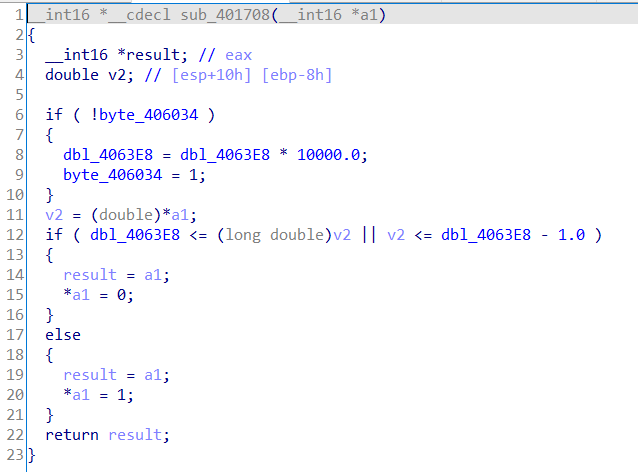 1 __int16 *__cdecl sub_401708(__int16 *a1)
2 {
3   __int16 *result; // eax
4   double v2; // [esp+10h] [ebp-8h]
5
6   if ( !byte_406034 )
7   {
8     dbl_4063E8 = dbl_4063E8 * 10000.0;
9     byte_406034 = 1;
10   }
11   v2 = (double)*a1;
12   if ( dbl_4063E8 <= (long double)v2 || v2 <= dbl_4063E8 - 1.0 )
13   {
14     result = a1;
15     *a1 = 0;
16   }
17   else
18   {
19     result = a1;
20     *a1 = 1;
21   }
22   return result;
23 }